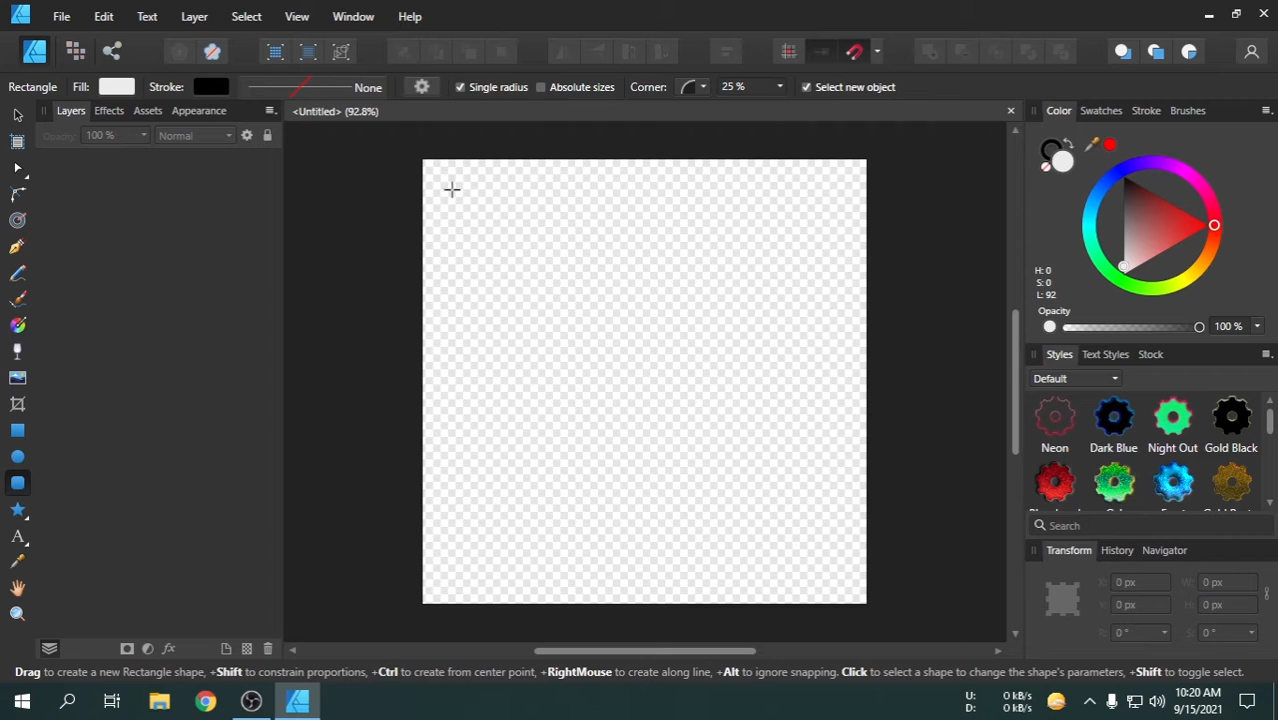 File Edit Text Layer Select View Window Help
Rectangle Fill: Stroke: None Single radius Absolute sizes Corner: 25 % Select new object
Layers Effects Assets Appearance <Untitled> (92.8%) Color Swatches Stroke Brushes
Opacity: 100 % Normal
H: 0
S: 0
L: 92
Opacity
100 %
Styles Text Styles Stock
Default
Neon Dark Blue Night Out Gold Black
Search
Transform History Navigator
X: 0 px W: 0 px
Y: 0 px H: 0 px
R: 0 ° S: 0 °
Drag to create a new Rectangle shape, +Shift to constrain proportions, +Ctrl to create from center point, +RightMouse to create along line, +Alt to ignore snapping. Click to select a shape to change the shape's parameters, +Shift to toggle select.
U: 0 kB/s
D: 0 kB/s
10:20 AM
9/15/2021